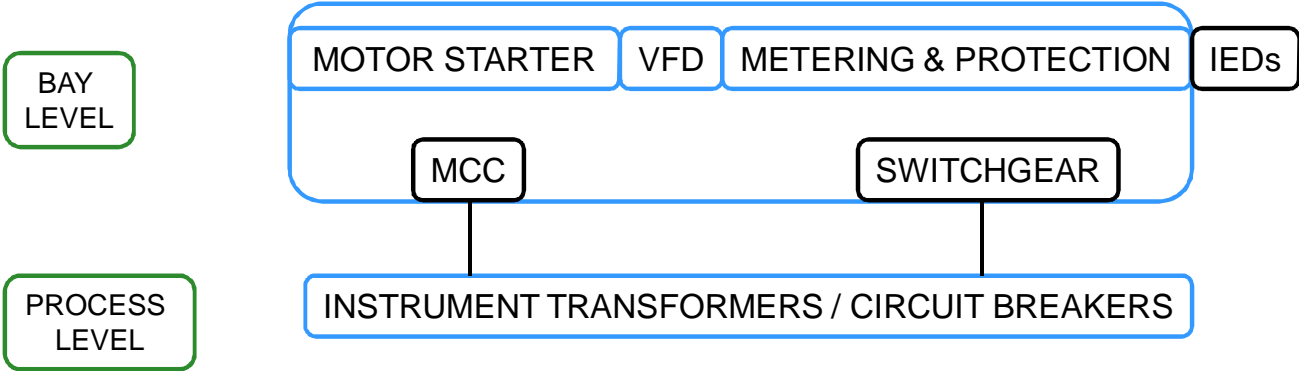 MOTOR STARTER VFD METERING & PROTECTION IEDs
BAY
LEVEL
MCC SWITCHGEAR
PROCESS
LEVEL
INSTRUMENT TRANSFORMERS / CIRCUIT BREAKERS